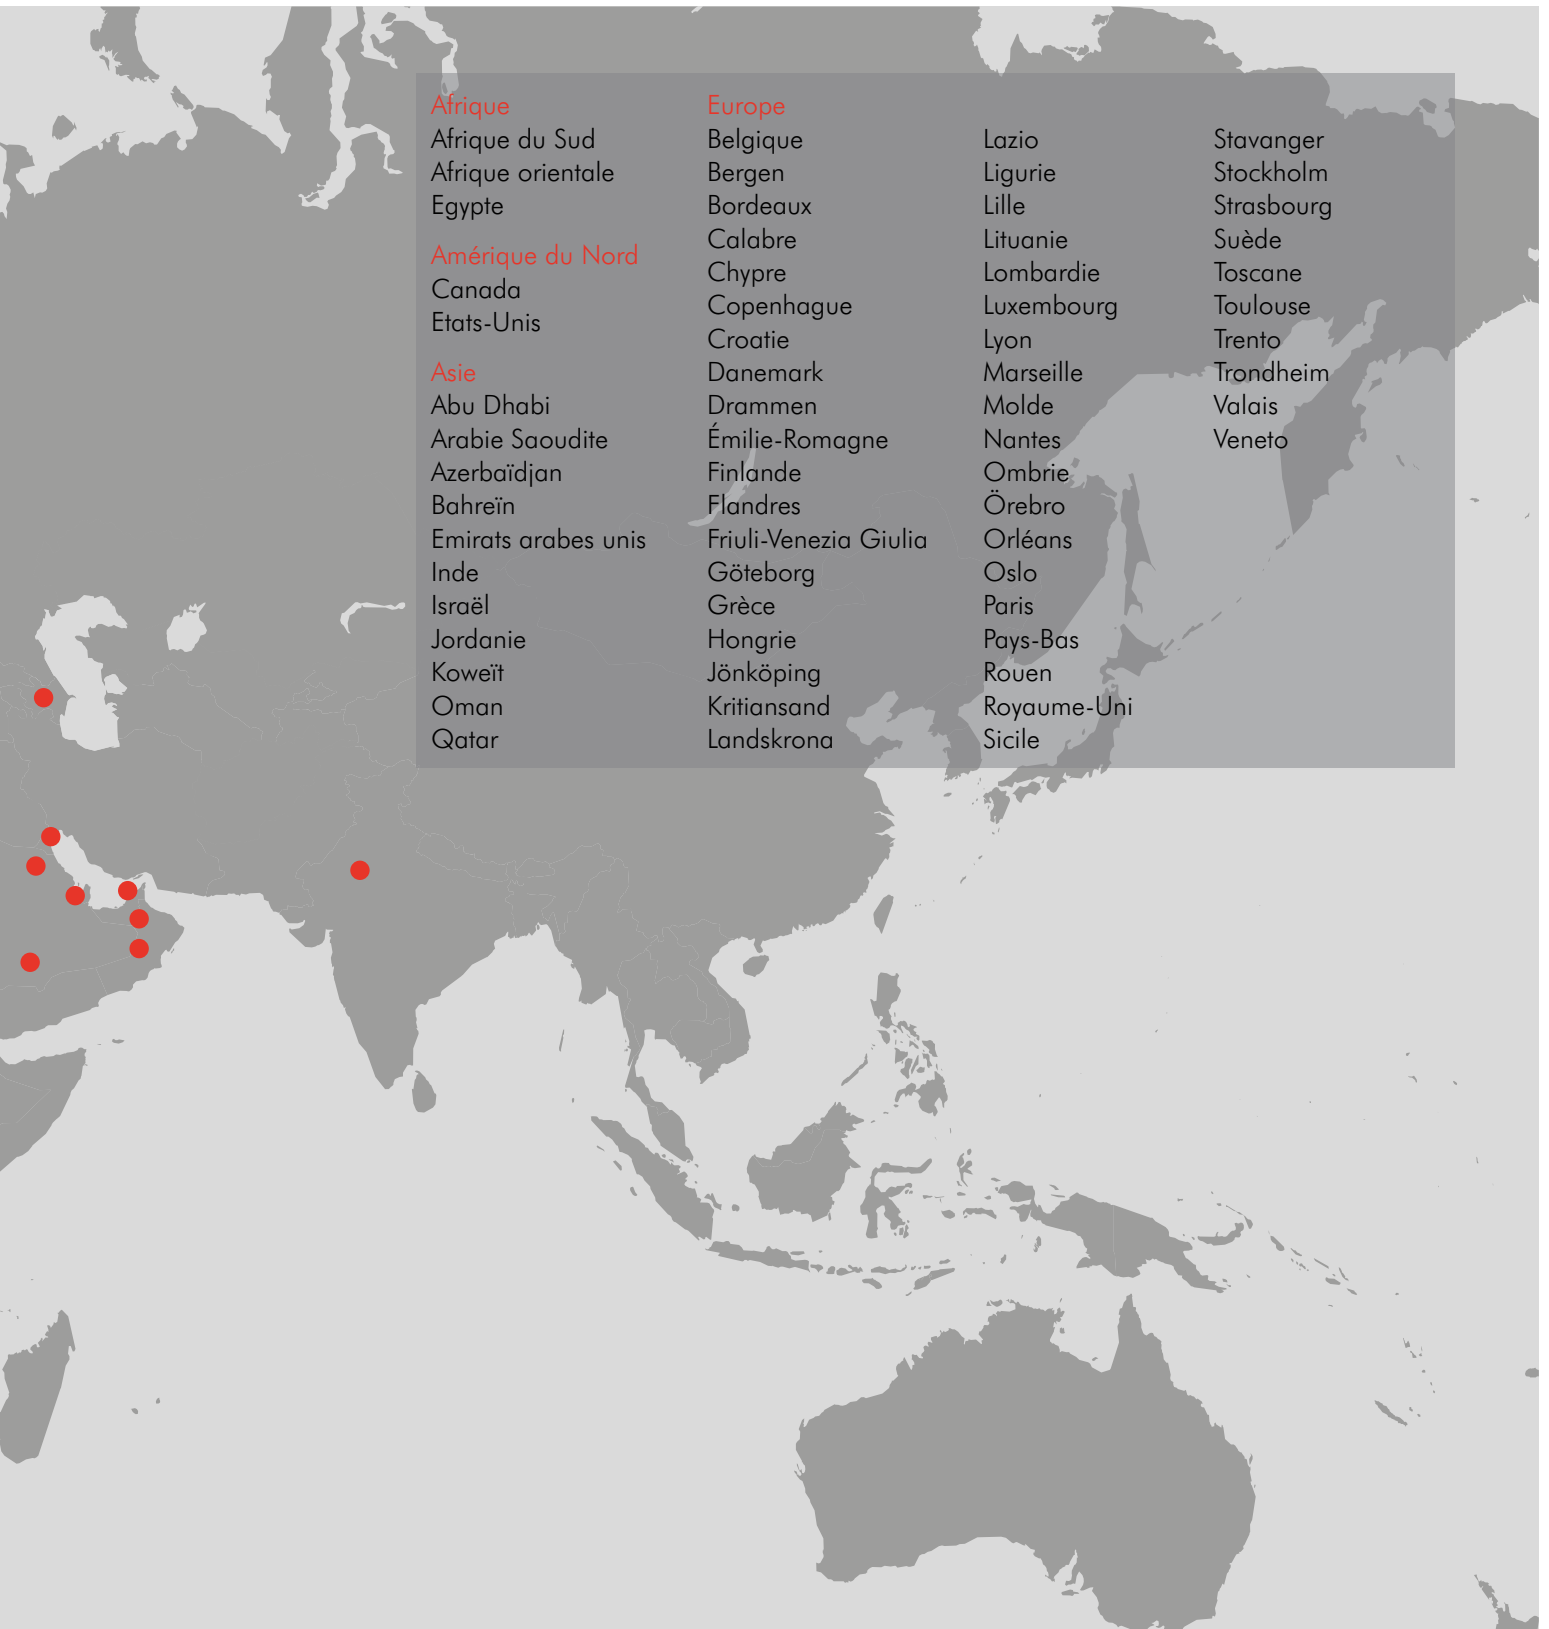 Afrique
Afrique du Sud
Afrique orientale
Egypte
Amérique du Nord
Canada
Etats-Unis
Asie
Abu Dhabi
Arabie Saoudite
Azerbaïdjan
Bahreïn
Emirats arabes unis
Inde
Israël
Jordanie
Koweït
Oman
Qatar
Europe
Belgique
Bergen
Bordeaux
Calabre
Chypre
Copenhague
Croatie
Danemark
Drammen
Émilie-Romagne
Finlande
Flandres
Friuli-Venezia Giulia
Göteborg
Grèce
Hongrie
Jönköping
Kritiansand
Landskrona
Lazio
Ligurie
Lille
Lituanie
Lombardie
Luxembourg
Lyon
Marseille
Molde
Nantes
Ombrie
Örebro
Orléans
Oslo
Paris
Pays-Bas
Rouen
Royaume-Uni
Sicile
Stavanger
Stockholm
Strasbourg
Suède
Toscane
Toulouse
Trento
Trondheim
Valais
Veneto